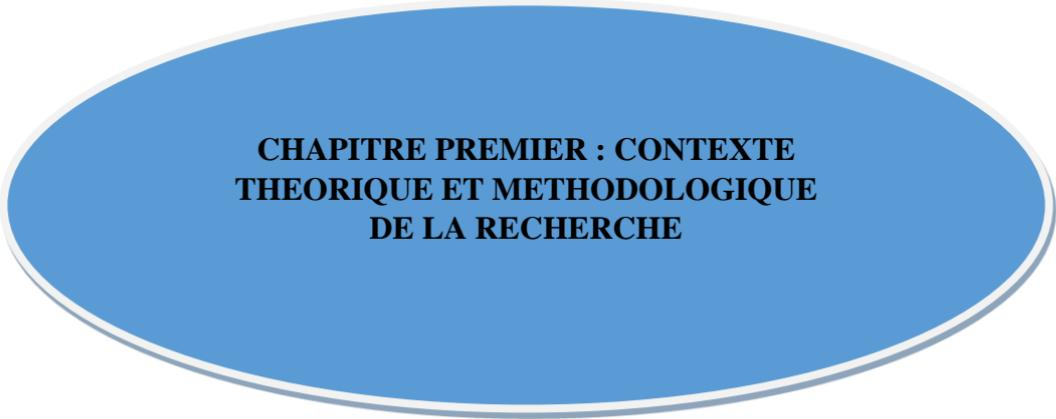 CHAPITRE PREMIER : CONTEXTE
THEORIQUE ET METHODOLOGIQUE
DE LA RECHERCHE